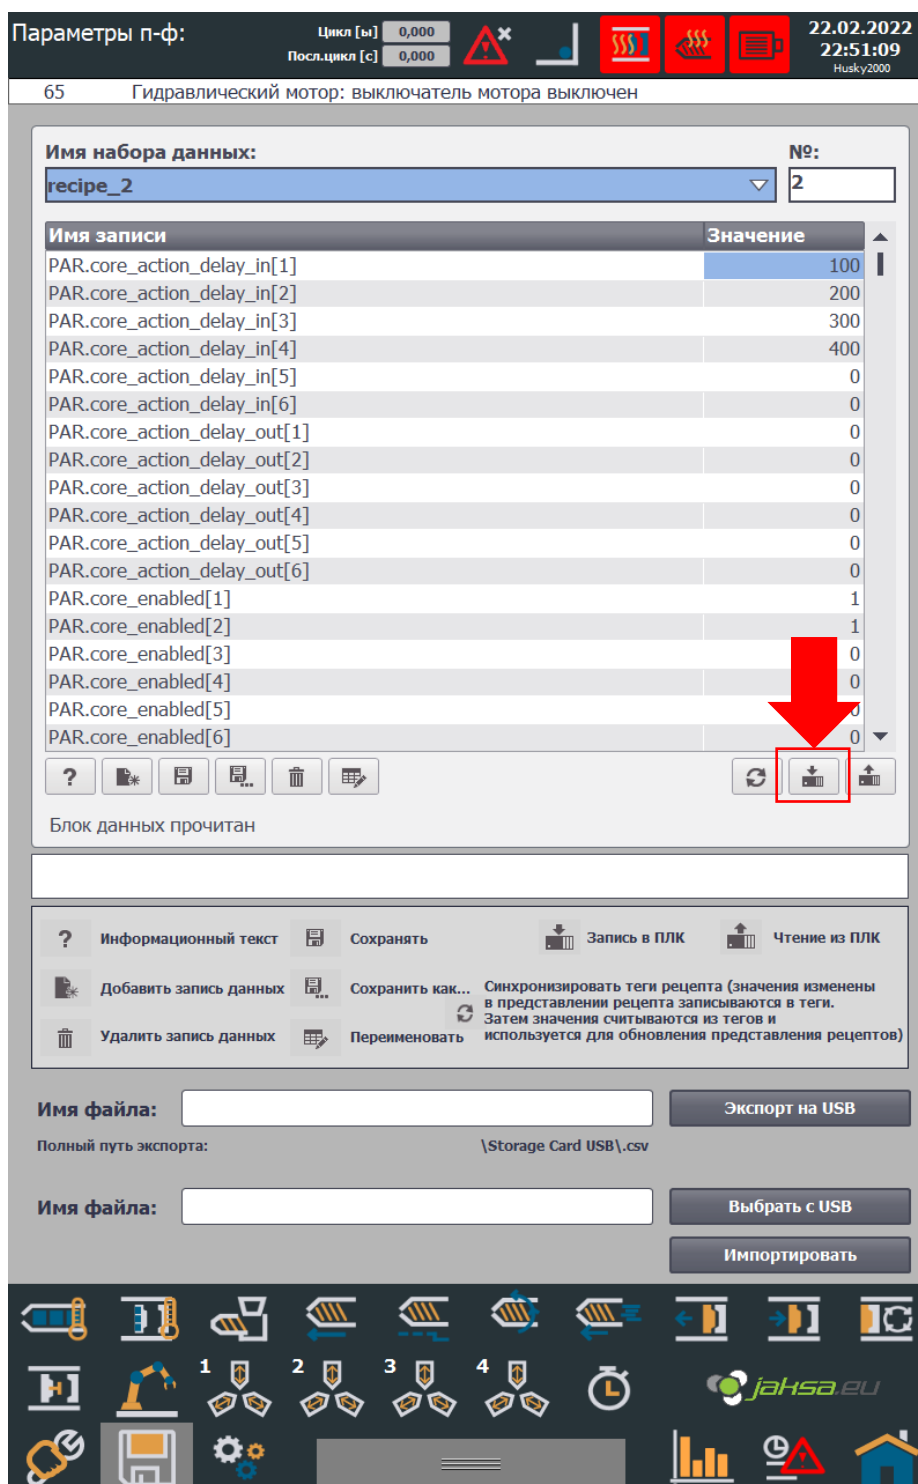 Параметры п-ф:
Цикл [ы] 0,000
Посл.цикл [с] 0,000
22.02.2022
22:51:09
Husky2000
65 Гидравлический мотор: выключатель мотора выключен
Имя набора данных: №:
recipe_2 2
Имя записи Значение
PAR.core_action_delay_in[1] 100
PAR.core_action_delay_in[2] 200
PAR.core_action_delay_in[3] 300
PAR.core_action_delay_in[4] 400
PAR.core_action_delay_in[5] 0
PAR.core_action_delay_in[6] 0
PAR.core_action_delay_out[1] 0
PAR.core_action_delay_out[2] 0
PAR.core_action_delay_out[3] 0
PAR.core_action_delay_out[4] 0
PAR.core_action_delay_out[5] 0
PAR.core_action_delay_out[6] 0
PAR.core_enabled[1] 1
PAR.core_enabled[2] 1
PAR.core_enabled[3] 0
PAR.core_enabled[4] 0
PAR.core_enabled[5] 0
PAR.core_enabled[6] 0
?
Блок данных прочитан
? Информационный текст
Сохранять
Запись в ПЛК
Чтение из ПЛК
Добавить запись данных
Сохранить как...
Удалить запись данных
Переименовать
Синхронизировать теги рецепта (значения изменены
в представлении рецепта записываются в теги.
Затем значения считываются из тегов и
используется для обновления представления рецептов)
Имя файла: Экспорт на USB
Полный путь экспорта: \Storage Card USB\.csv
Имя файла: Выбрать с USB
Импортировать
1 2 3 4
jaksa.eu